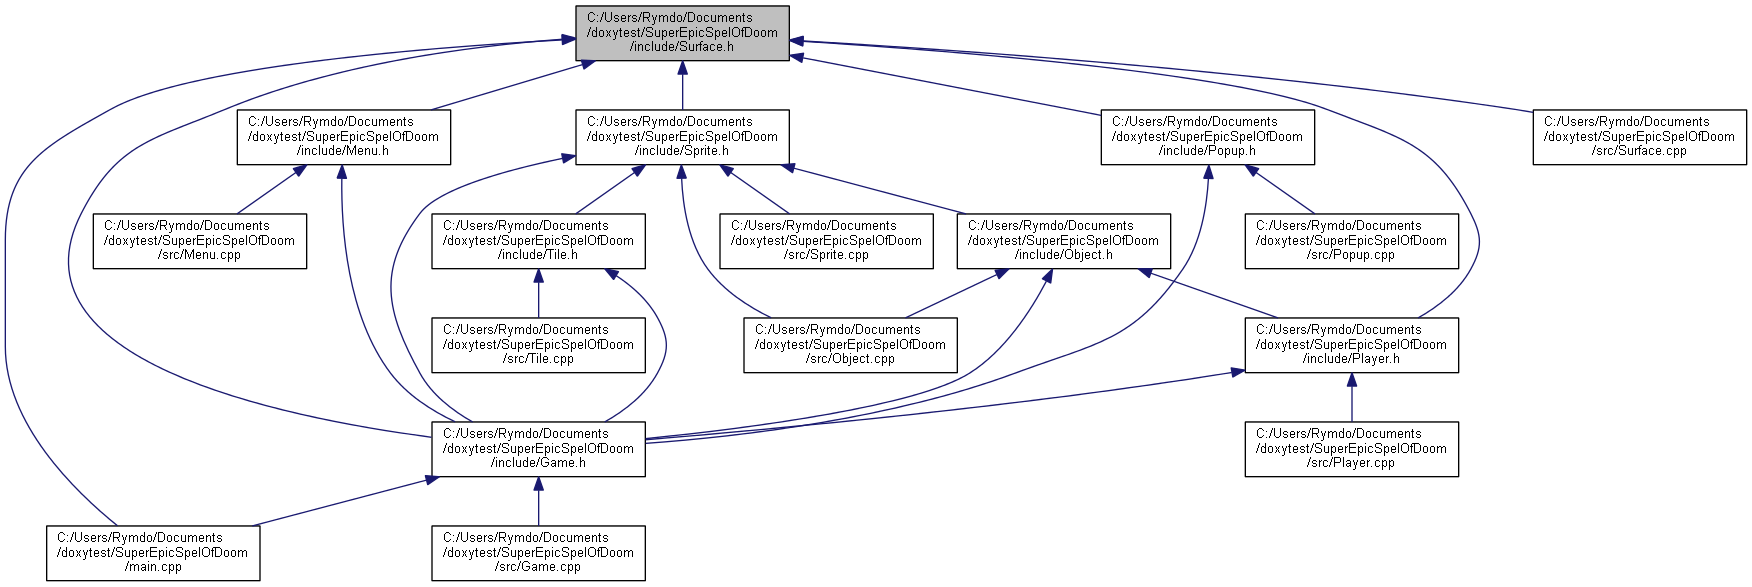 C:/Users/Rymdo/Documents
/doxytest/SuperEpicSpelOfDoom
/include/Surface.h
C:/Users/Rymdo/Documents
/doxytest/SuperEpicSpelOfDoom
/include/Menu.h
C:/Users/Rymdo/Documents
/doxytest/SuperEpicSpelOfDoom
/include/Sprite.h
C:/Users/Rymdo/Documents
/doxytest/SuperEpicSpelOfDoom
/include/Popup.h
C:/Users/Rymdo/Documents
/doxytest/SuperEpicSpelOfDoom
/src/Surface.cpp
C:/Users/Rymdo/Documents
/doxytest/SuperEpicSpelOfDoom
/src/Menu.cpp
C:/Users/Rymdo/Documents
/doxytest/SuperEpicSpelOfDoom
/include/Tile.h
C:/Users/Rymdo/Documents
/doxytest/SuperEpicSpelOfDoom
/src/Sprite.cpp
C:/Users/Rymdo/Documents
/doxytest/SuperEpicSpelOfDoom
/include/Object.h
C:/Users/Rymdo/Documents
/doxytest/SuperEpicSpelOfDoom
/src/Popup.cpp
C:/Users/Rymdo/Documents
/doxytest/SuperEpicSpelOfDoom
/src/Tile.cpp
C:/Users/Rymdo/Documents
/doxytest/SuperEpicSpelOfDoom
/src/Object.cpp
C:/Users/Rymdo/Documents
/doxytest/SuperEpicSpelOfDoom
/include/Player.h
C:/Users/Rymdo/Documents
/doxytest/SuperEpicSpelOfDoom
/include/Game.h
C:/Users/Rymdo/Documents
/doxytest/SuperEpicSpelOfDoom
/src/Player.cpp
C:/Users/Rymdo/Documents
/doxytest/SuperEpicSpelOfDoom
/main.cpp
C:/Users/Rymdo/Documents
/doxytest/SuperEpicSpelOfDoom
/src/Game.cpp